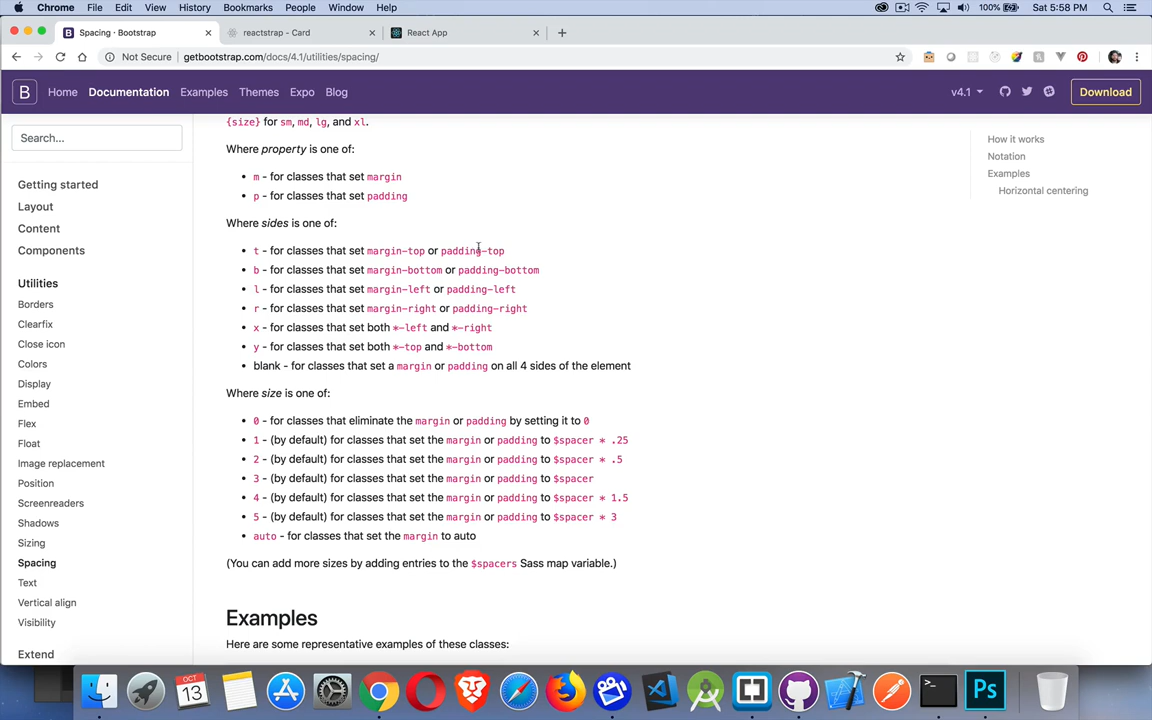 Chrome File Edit View History Bookmarks People Window Help 100% Sat 5:58 PM
Spacing · Bootstrap reactstrap - Card React App
Not Secure getbootstrap.com/docs/4.1/utilities/spacing/
B Home Documentation Examples Themes Expo Blog v4.1 Download
Search...
Getting started
Layout
Content
Components
Utilities
Borders
Clearfix
Close icon
Colors
Display
Embed
Flex
Float
Image replacement
Position
Screenreaders
Shadows
Sizing
Spacing
Text
Vertical align
Visibility
Extend
{size} for sm, md, lg, and xl.
Where property is one of:
• m - for classes that set margin
• p - for classes that set padding
Where sides is one of:
• t - for classes that set margin-top or padding-top
• b - for classes that set margin-bottom or padding-bottom
• l - for classes that set margin-left or padding-left
• r - for classes that set margin-right or padding-right
• x - for classes that set both *-left and *-right
• y - for classes that set both *-top and *-bottom
• blank - for classes that set a margin or padding on all 4 sides of the element
Where size is one of:
• 0 - for classes that eliminate the margin or padding by setting it to 0
• 1 - (by default) for classes that set the margin or padding to $spacer * .25
• 2 - (by default) for classes that set the margin or padding to $spacer * .5
• 3 - (by default) for classes that set the margin or padding to $spacer
• 4 - (by default) for classes that set the margin or padding to $spacer * 1.5
• 5 - (by default) for classes that set the margin or padding to $spacer * 3
• auto - for classes that set the margin to auto
(You can add more sizes by adding entries to the $spacers Sass map variable.)
Examples
Here are some representative examples of these classes:
How it works
Notation
Examples
Horizontal centering
OCT
13
>_
Ps